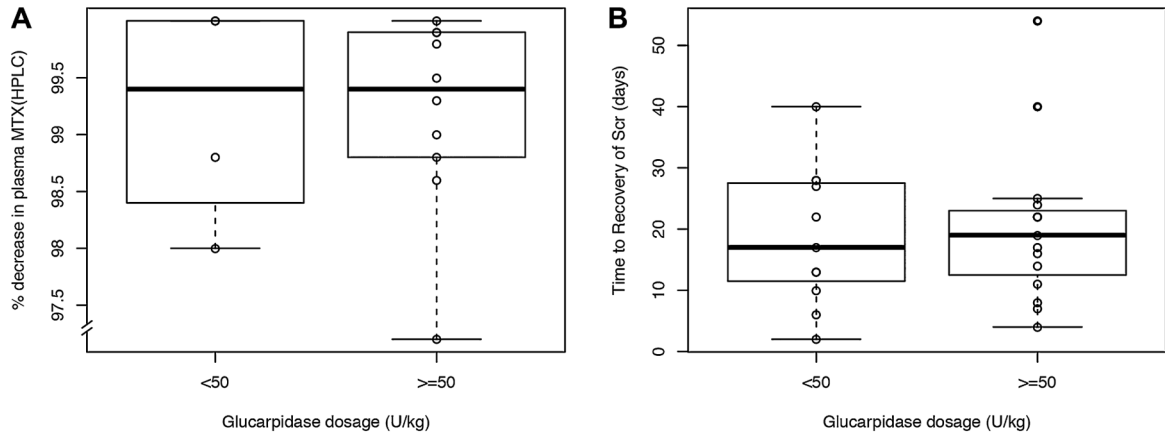 A
% decrease in plasma MTX(HPLC)
99.5
99
98.5
98
97.5
<50
>=50
Glucarpidase dosage (U/kg)
B
Time to Recovery of Scr (days)
50
40
30
20
10
0
<50
>=50
Glucarpidase dosage (U/kg)